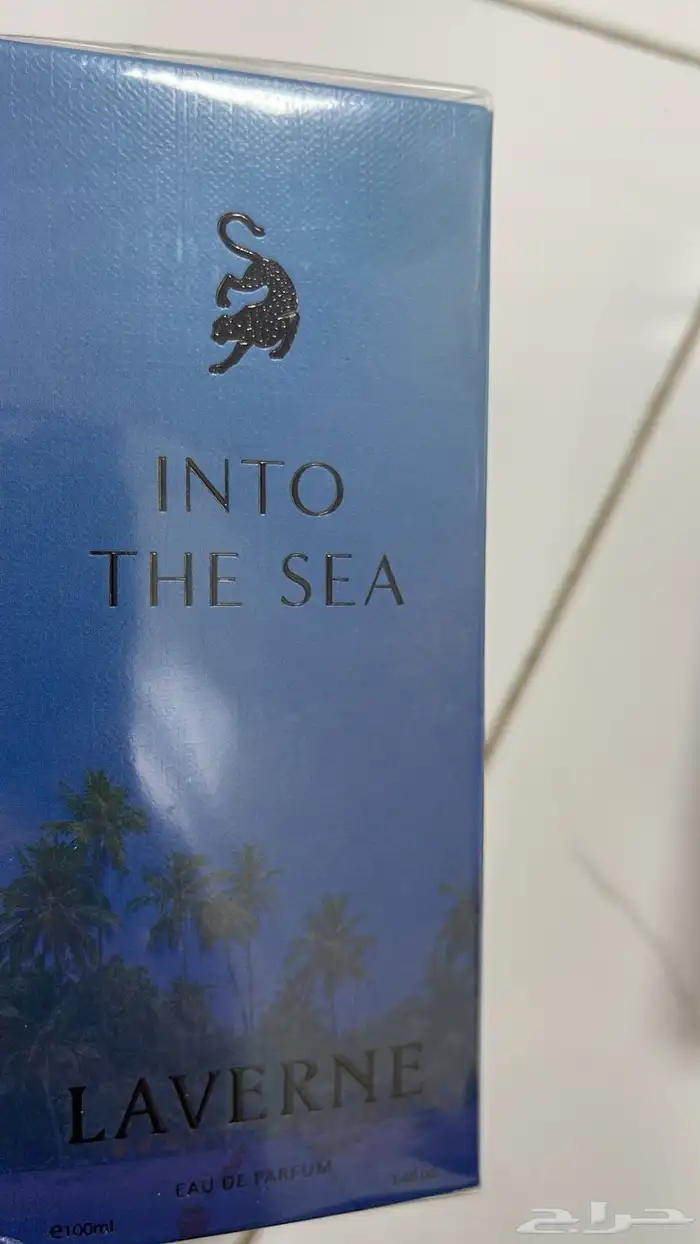 INTO
THE SEA
LAVERNE
EAU DE PARFUM
e100ml
حراج